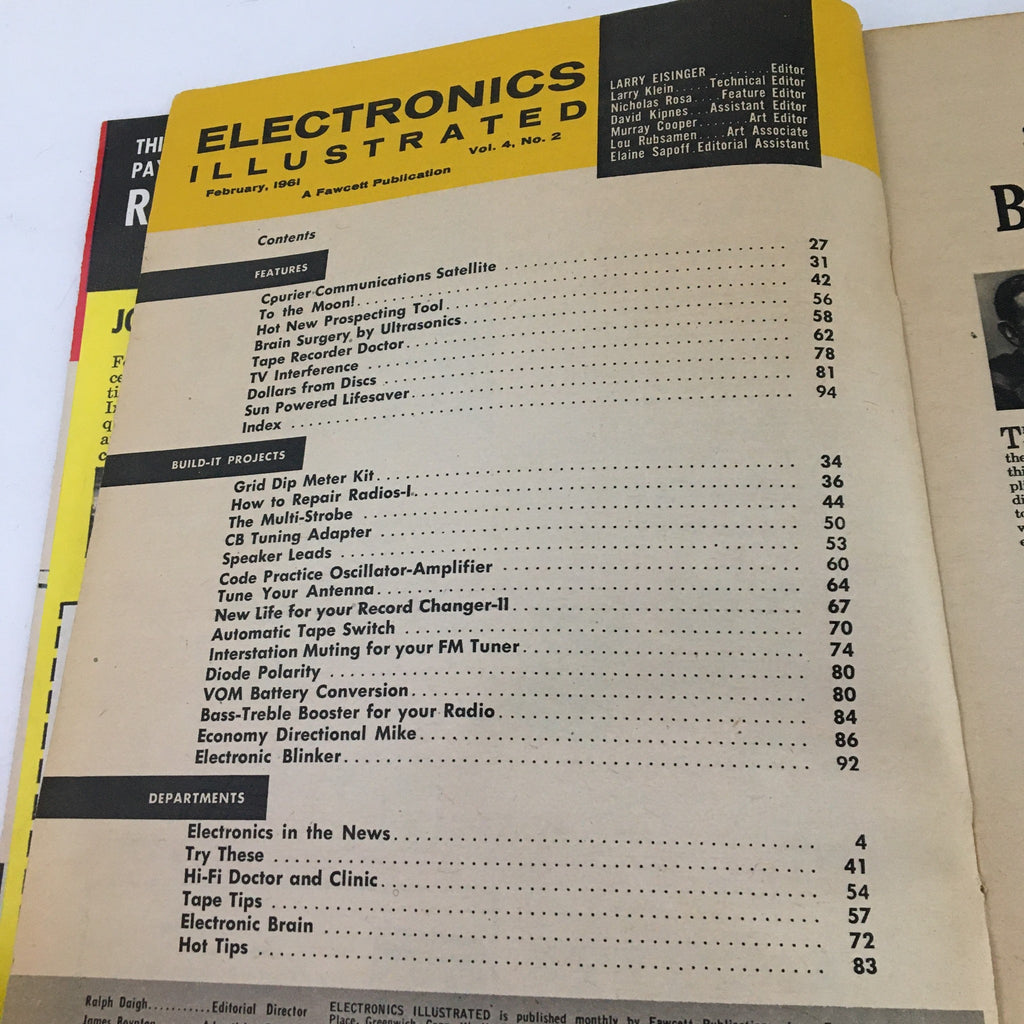 ELECTRONICS
ILLUSTRATED
February, 1961
A Fawcett Publication
Vol. 4, No. 2
LARRY EISINGER ........Editor
Larry Klein.....Technical Editor
Nicholas Rosa....Feature Editor
David Kipnes...Assistant Editor
Murray Cooper........Art Editor
Lou Rubsamen....Art Associate
Elaine Sapoff.Editorial Assistant
Contents
FEATURES
Courier Communications Satellite ........ 27
To the Moon! ........ 31
Hot New Prospecting Tool ........ 42
Brain Surgery by Ultrasonics ........ 56
Tape Recorder Doctor ........ 58
TV Interference ........ 62
Dollars from Discs ........ 78
Sun Powered Lifesaver ........ 81
Index ........ 94
BUILD-IT PROJECTS
Grid Dip Meter Kit ........ 34
How to Repair Radios-I ........ 36
The Multi-Strobe ........ 44
CB Tuning Adapter ........ 50
Speaker Leads ........ 53
Code Practice Oscillator-Amplifier ........ 60
Tune Your Antenna ........ 64
New Life for your Record Changer-II ........ 67
Automatic Tape Switch ........ 70
Interstation Muting for your FM Tuner ........ 74
Diode Polarity ........ 80
VOM Battery Conversion ........ 80
Bass-Treble Booster for your Radio ........ 84
Economy Directional Mike ........ 86
Electronic Blinker ........ 92
DEPARTMENTS
Electronics in the News ........ 4
Try These ........ 41
Hi-Fi Doctor and Clinic ........ 54
Tape Tips ........ 57
Electronic Brain ........ 72
Hot Tips ........ 83
Ralph Daigh...........Editorial Director
James Boynton
ELECTRONICS ILLUSTRATED is published monthly by Fawcett
Place, Greenwich, Conn.